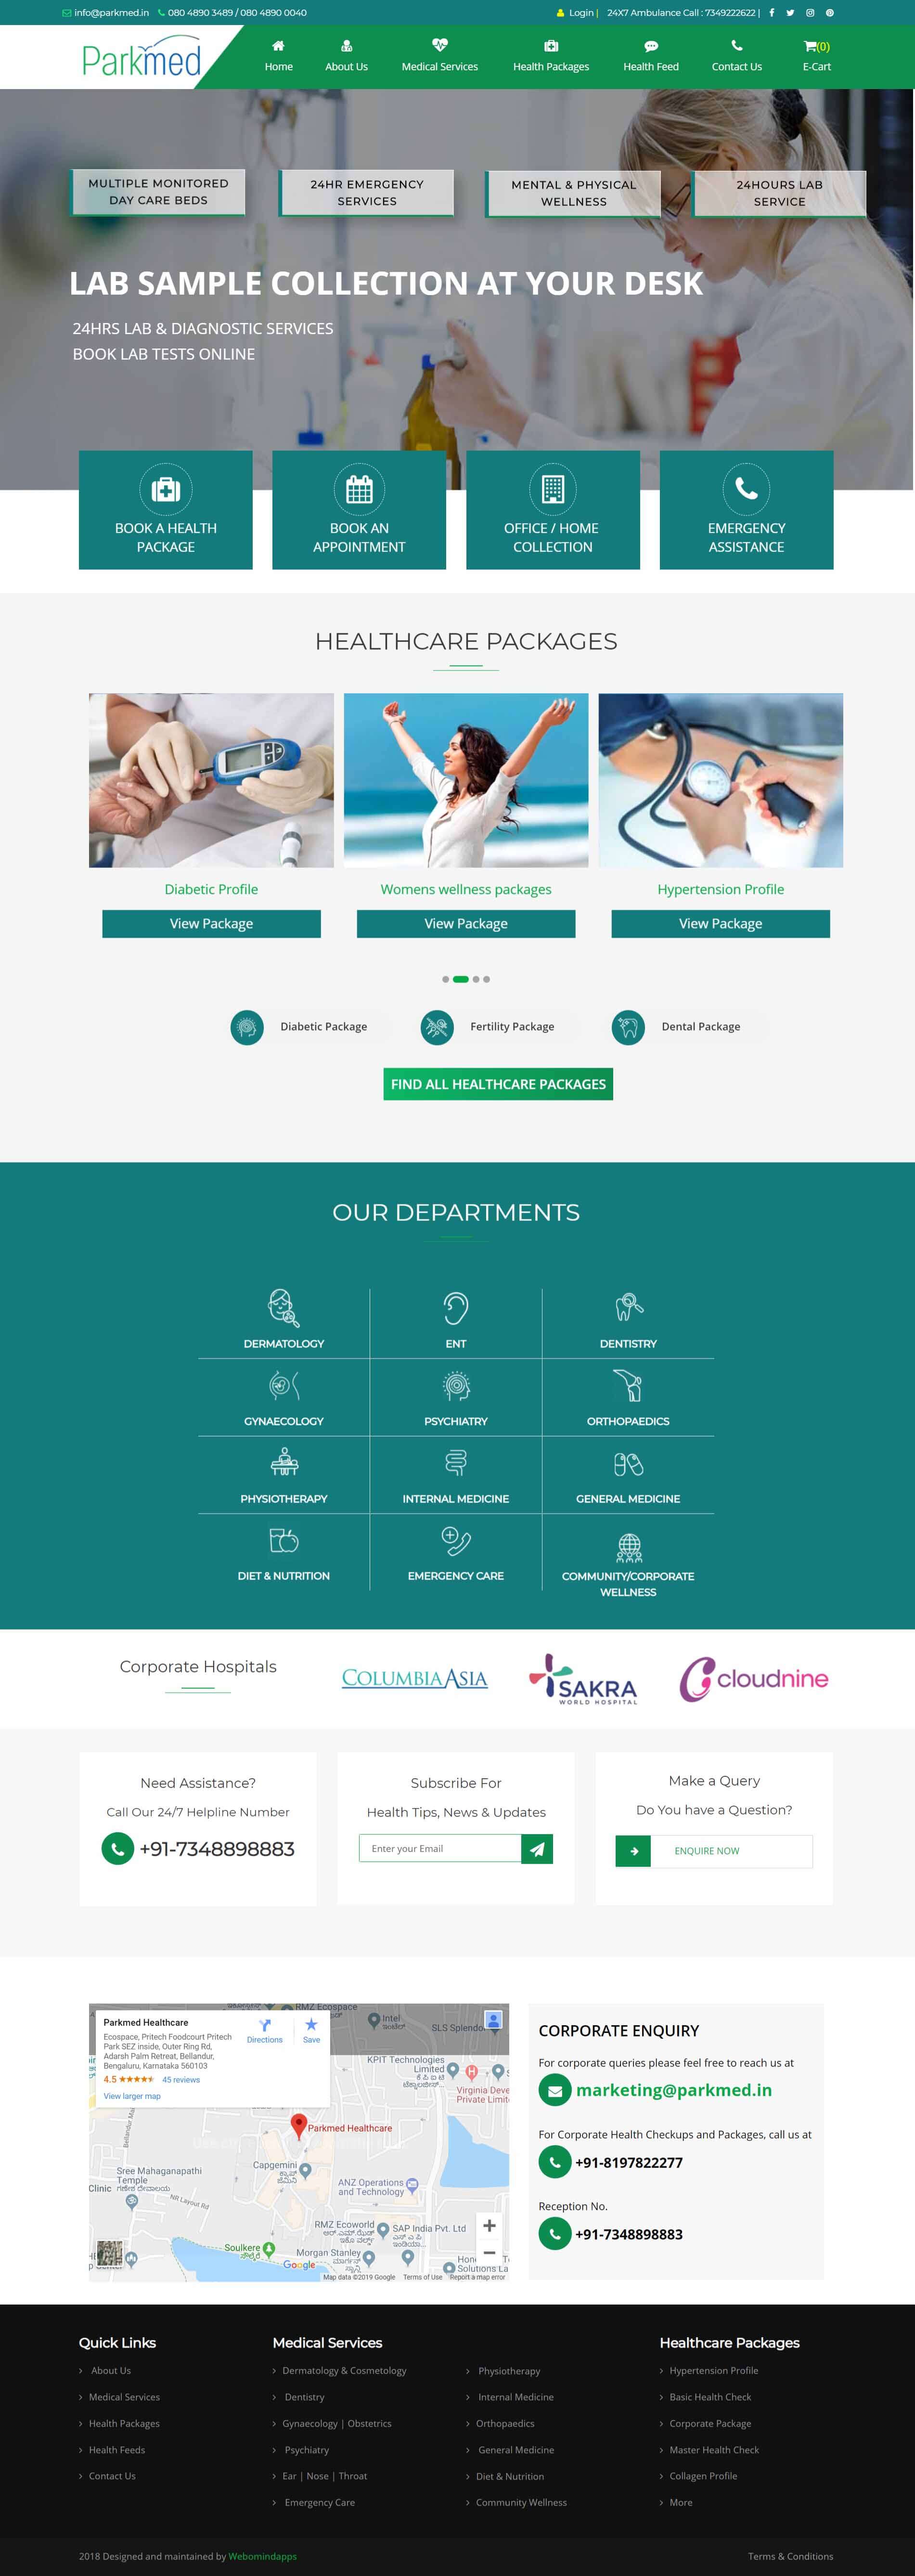 info@parkmed.in 080 4890 3489 / 080 4890 0040
Login | 24X7 Ambulance Call : 7349222622 |
Parkmed
Home
About Us
Medical Services
Health Packages
Health Feed
Contact Us
(0)
E-Cart
MULTIPLE MONITORED
DAY CARE BEDS
24HR EMERGENCY
SERVICES
MENTAL & PHYSICAL
WELLNESS
24HOURS LAB
SERVICE
LAB SAMPLE COLLECTION AT YOUR DESK
24HRS LAB & DIAGNOSTIC SERVICES
BOOK LAB TESTS ONLINE
BOOK A HEALTH
PACKAGE
BOOK AN
APPOINTMENT
OFFICE / HOME
COLLECTION
EMERGENCY
ASSISTANCE
HEALTHCARE PACKAGES
Diabetic Profile
View Package
Womens wellness packages
View Package
Hypertension Profile
View Package
Diabetic Package
Fertility Package
Dental Package
FIND ALL HEALTHCARE PACKAGES
OUR DEPARTMENTS
DERMATOLOGY
ENT
DENTISTRY
GYNAECOLOGY
PSYCHIATRY
ORTHOPAEDICS
PHYSIOTHERAPY
INTERNAL MEDICINE
GENERAL MEDICINE
DIET & NUTRITION
EMERGENCY CARE
COMMUNITY/CORPORATE
WELLNESS
Corporate Hospitals
COLUMBIA ASIA
SAKRA
WORLD HOSPITAL
cloudnine
Need Assistance?
Call Our 24/7 Helpline Number
+91-7348898883
Subscribe For
Health Tips, News & Updates
Enter your Email
Make a Query
Do You have a Question?
ENQUIRE NOW
Parkmed Healthcare
Ecospace, Pritech Foodcourt Pritech
Park SEZ inside, Outer Ring Rd,
Adarsh Palm Retreat, Bellandur,
Bengaluru, Karnataka 560103
4.5 45 reviews
View larger map
Directions
Save
RMZ Ecospace
Intel
ಇಂಟೆಲ್
SLS Splendo
KPIT Technologies
Limited
Virginia Deve
Private Limit
Parkmed Healthcare
Bellandur Ma
Capgemini
Sree Mahaganapathi
Temple
Clinic
NR Layout Rd
ANZ Operations
and Technology
RMZ Ecoworld
SAP India Pvt. Ltd
Soulkere
Morgan Stanley
Solutions La
Google
Map data ©2019 Google Terms of Use Report a map error
CORPORATE ENQUIRY
For corporate queries please feel free to reach us at
marketing@parkmed.in
For Corporate Health Checkups and Packages, call us at
+91-8197822277
Reception No.
+91-7348898883
Quick Links
About Us
Medical Services
Health Packages
Health Feeds
Contact Us
Medical Services
Dermatology & Cosmetology
Dentistry
Gynaecology | Obstetrics
Psychiatry
Ear | Nose | Throat
Emergency Care
Physiotherapy
Internal Medicine
Orthopaedics
General Medicine
Diet & Nutrition
Community Wellness
Healthcare Packages
Hypertension Profile
Basic Health Check
Corporate Package
Master Health Check
Collagen Profile
More
2018 Designed and maintained by Webomindapps
Terms & Conditions